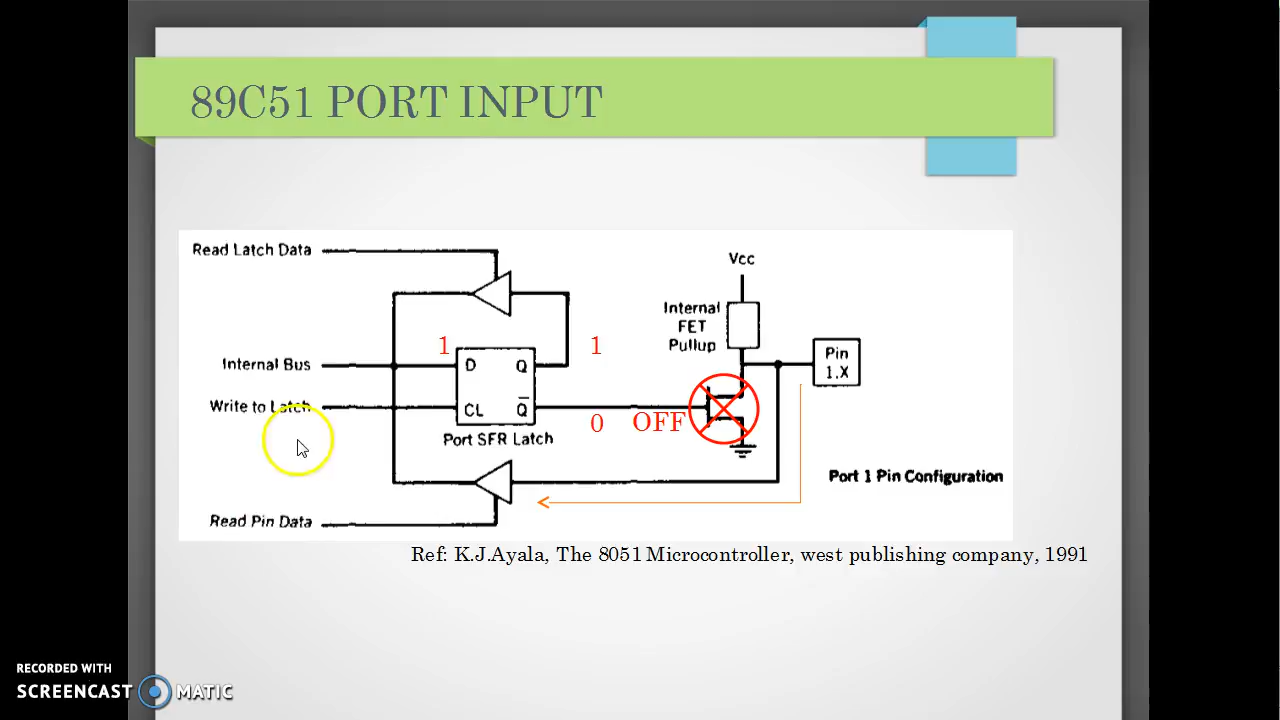 89C51 PORT INPUT
Read Latch Data
Vcc
Internal
FET
Pullup
1
1
Pin
1.X
Internal Bus
D
Q
Write to Latch
CL
Q̅
0
OFF
Port SFR Latch
Port 1 Pin Configuration
Read Pin Data
Ref: K.J.Ayala, The 8051 Microcontroller, west publishing company, 1991
RECORDED WITH
SCREENCAST MATIC